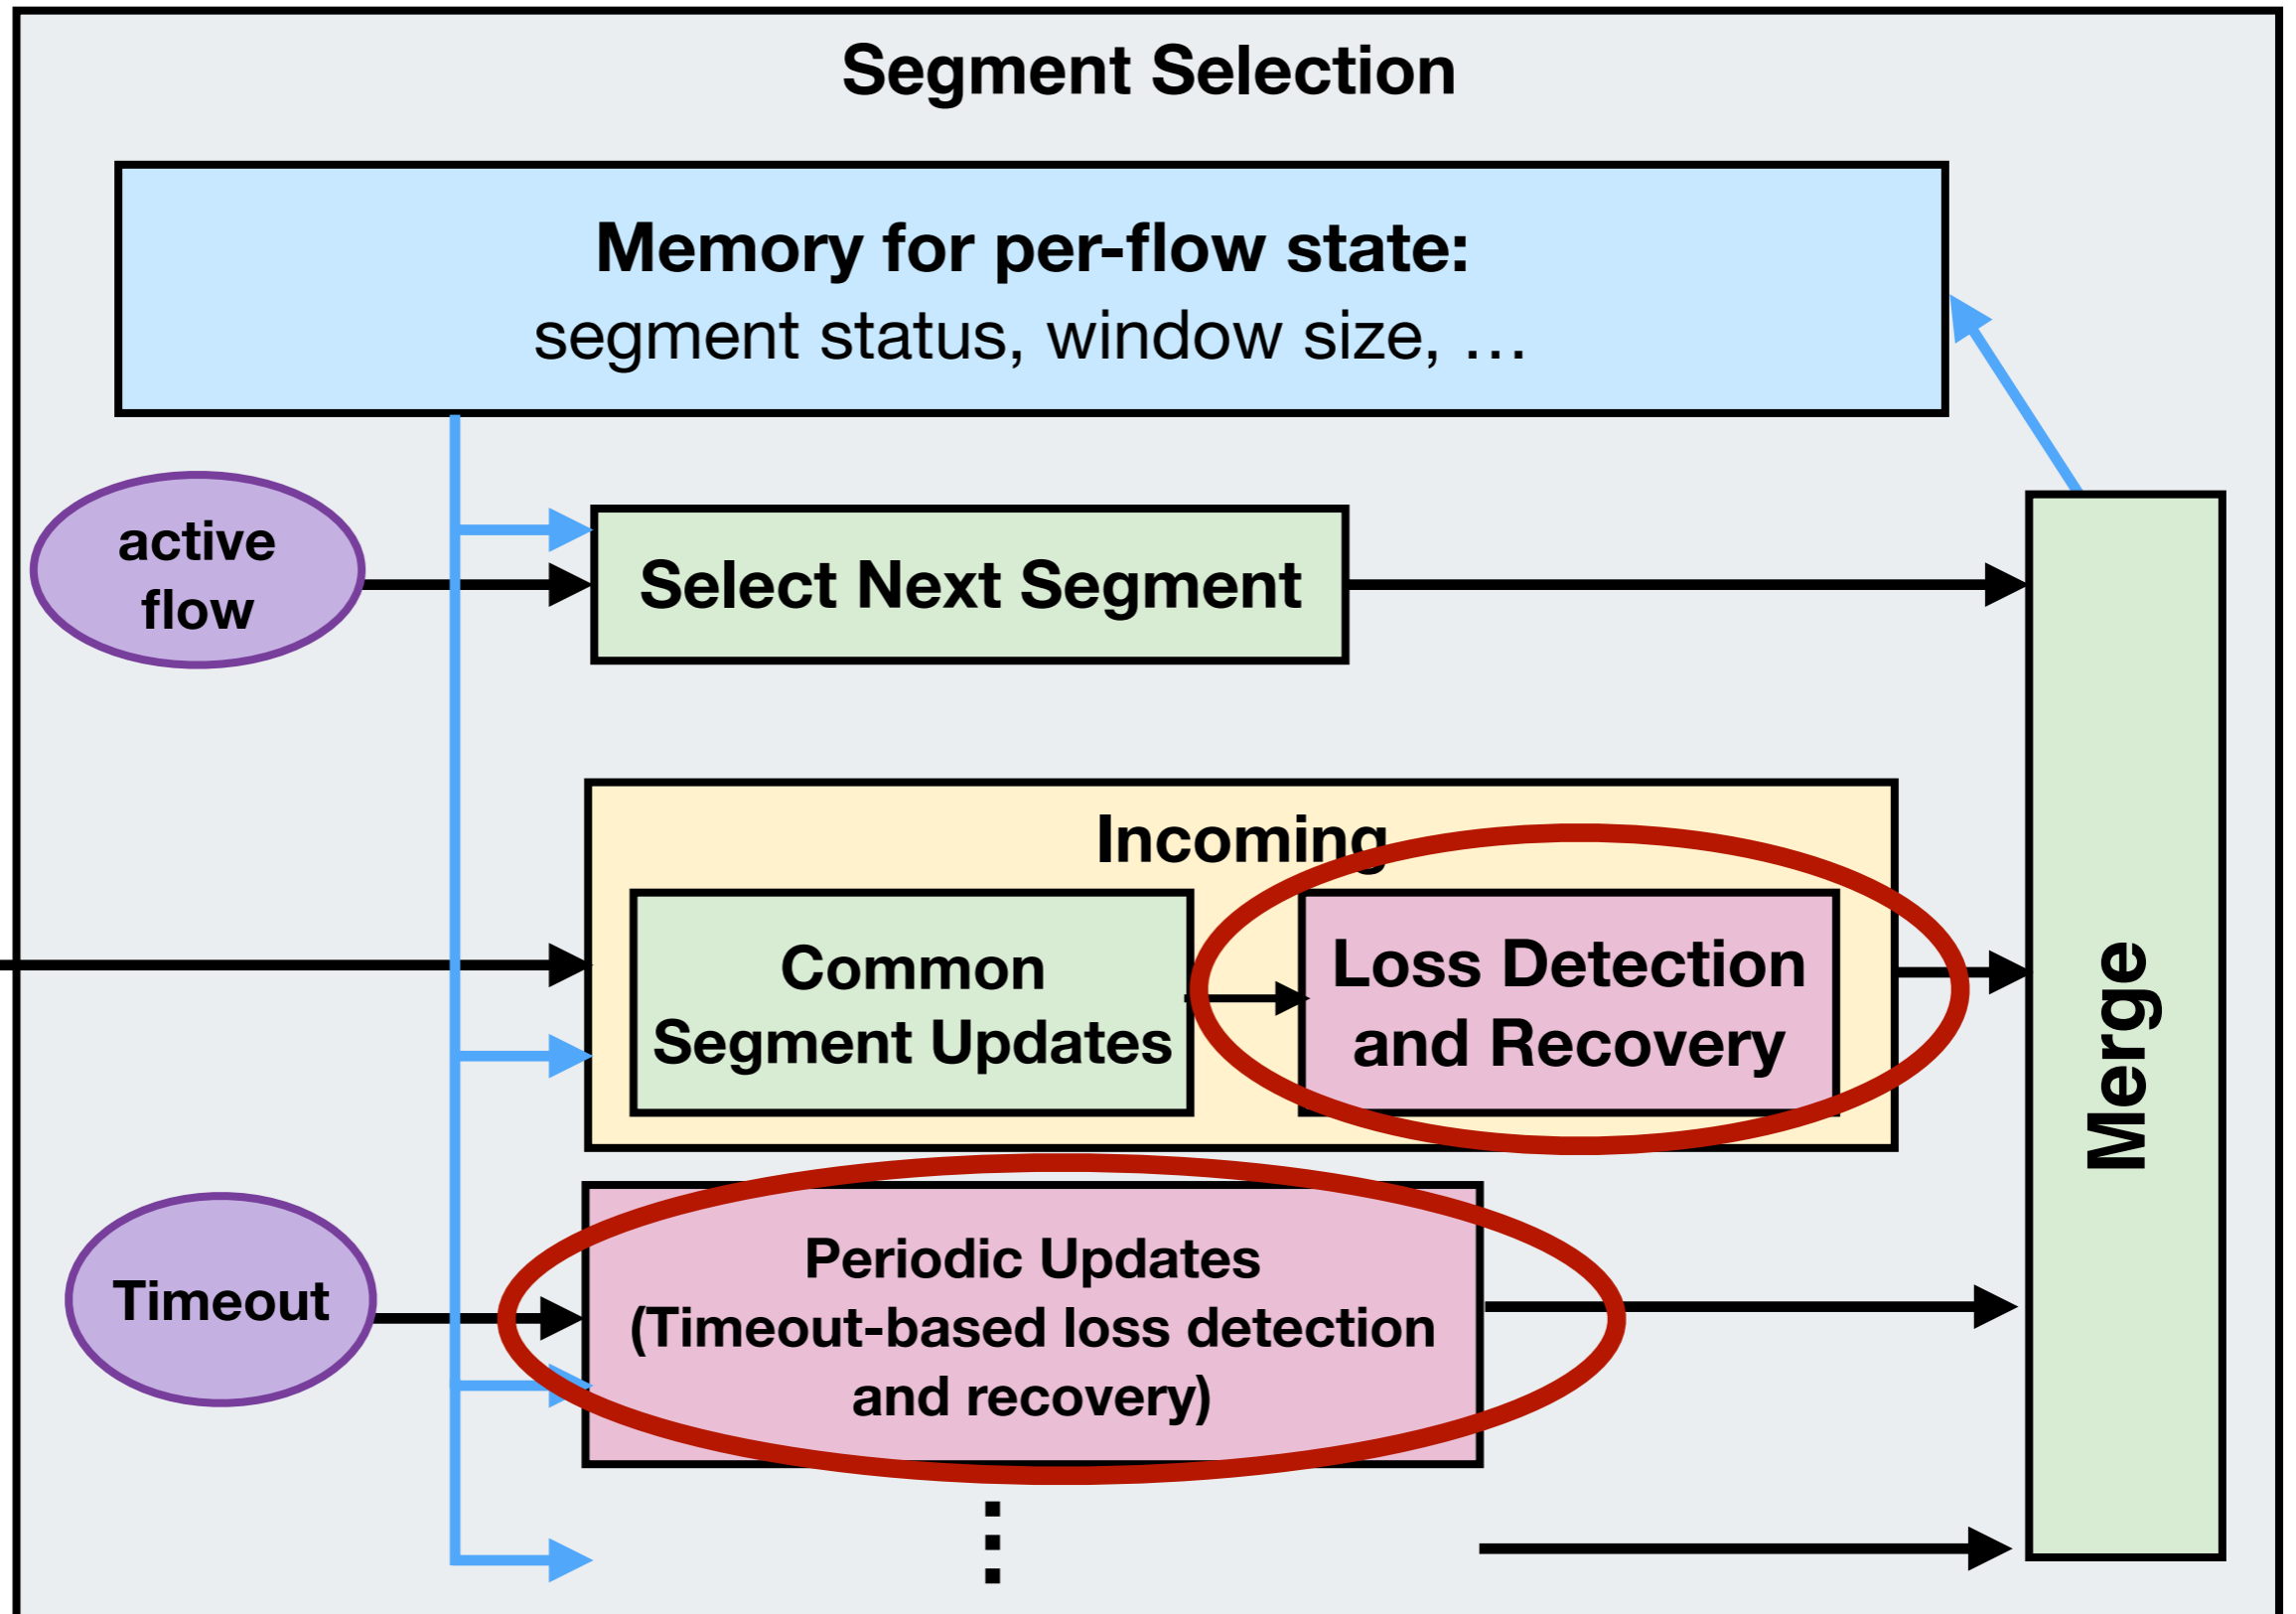 Segment Selection
Memory for per-flow state:
segment status, window size, …
active
flow
Select Next Segment
Incoming
Common
Segment Updates
Loss Detection
and Recovery
Merge
Timeout
Periodic Updates
(Timeout-based loss detection
and recovery)
⋮